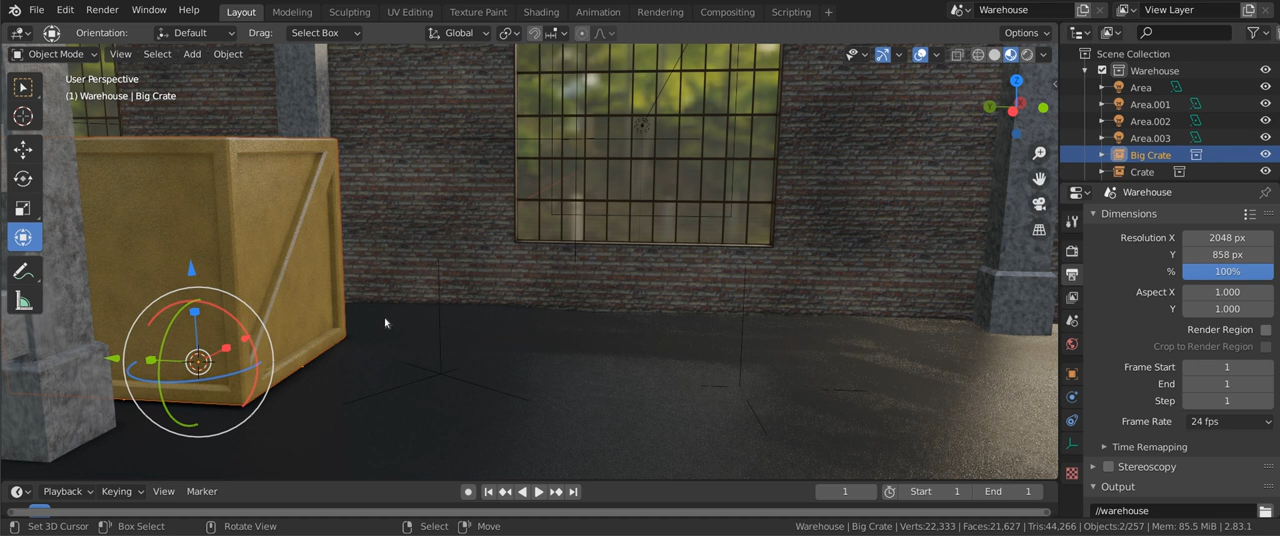 File Edit Render Window Help Layout Modeling Sculpting UV Editing Texture Paint Shading Animation Rendering Compositing Scripting + Warehouse View Layer
Orientation: Default Drag: Select Box Global Options
Object Mode View Select Add Object
User Perspective
(1) Warehouse | Big Crate
Z
Y
Scene Collection
Warehouse
Area
Area.001
Area.002
Area.003
Big Crate
Crate
Warehouse
Dimensions
Resolution X 2048 px
Y 858 px
% 100%
Aspect X 1.000
Y 1.000
Render Region
Crop to Render Region
Frame Start 1
End 1
Step 1
Frame Rate 24 fps
Time Remapping
Stereoscopy
Output
//warehouse
Playback Keying View Marker 1 Start 1 End 1
Set 3D Cursor Box Select Rotate View Select Move Warehouse | Big Crate | Verts:22,333 | Faces:21,627 | Tris:44,266 | Objects:2/257 | Mem: 85.5 MiB | 2.83.1